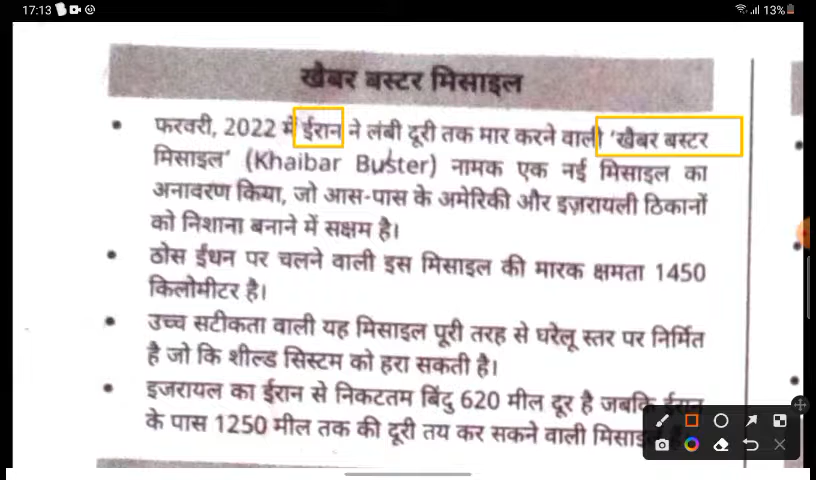 17:13
13%
खैबर बस्टर मिसाइल
• फरवरी, 2022 में ईरान ने लंबी दूरी तक मार करने वाली 'खैबर बस्टर
मिसाइल' (Khaibar Buster) नामक एक नई मिसाइल का
अनावरण किया, जो आस-पास के अमेरिकी और इज़रायली ठिकानों
को निशाना बनाने में सक्षम है।
• ठोस ईंधन पर चलने वाली इस मिसाइल की मारक क्षमता 1450
किलोमीटर है।
• उच्च सटीकता वाली यह मिसाइल पूरी तरह से घरेलू स्तर पर निर्मित
है जो कि शील्ड सिस्टम को हरा सकती है।
• इजरायल का ईरान से निकटतम बिंदु 620 मील दूर है जबकि ईरान
के पास 1250 मील तक की दूरी तय कर सकने वाली